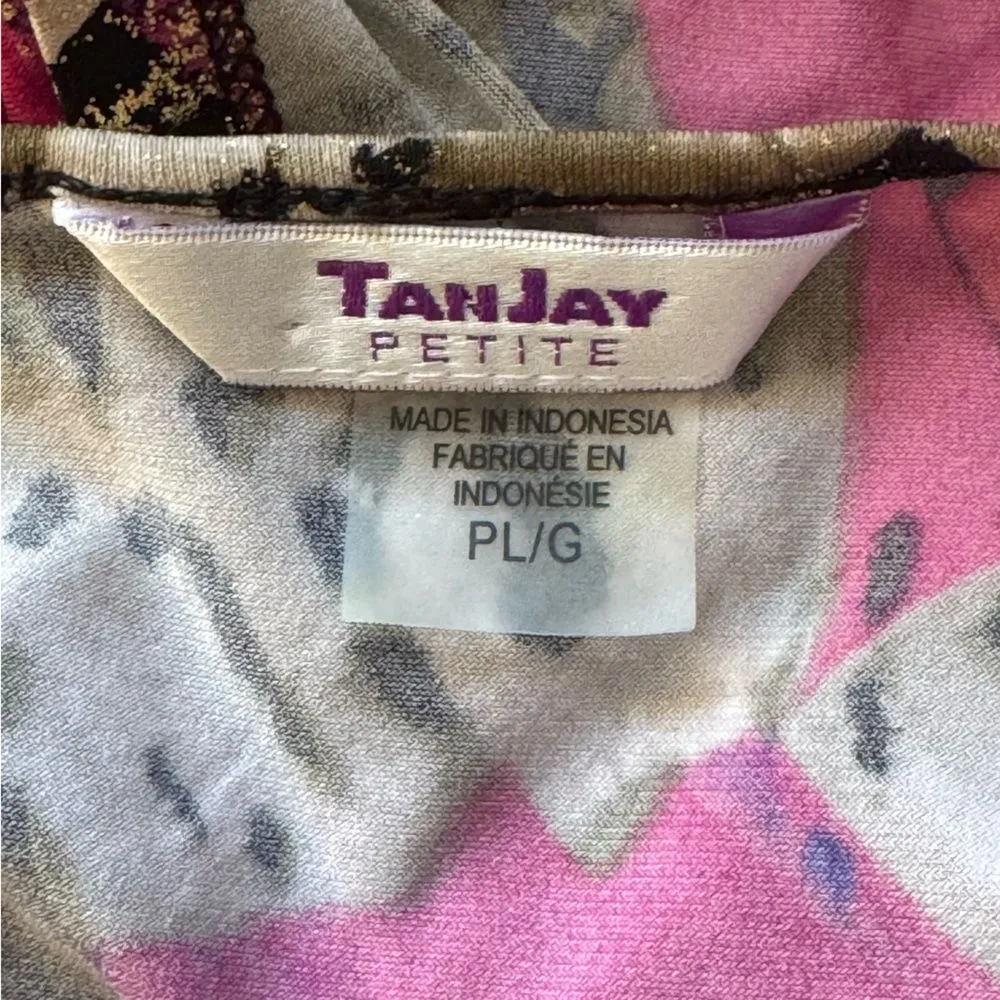 TANJAY
PETITE
MADE IN INDONESIA
FABRIQUÉ EN
INDONÉSIE
PL/G